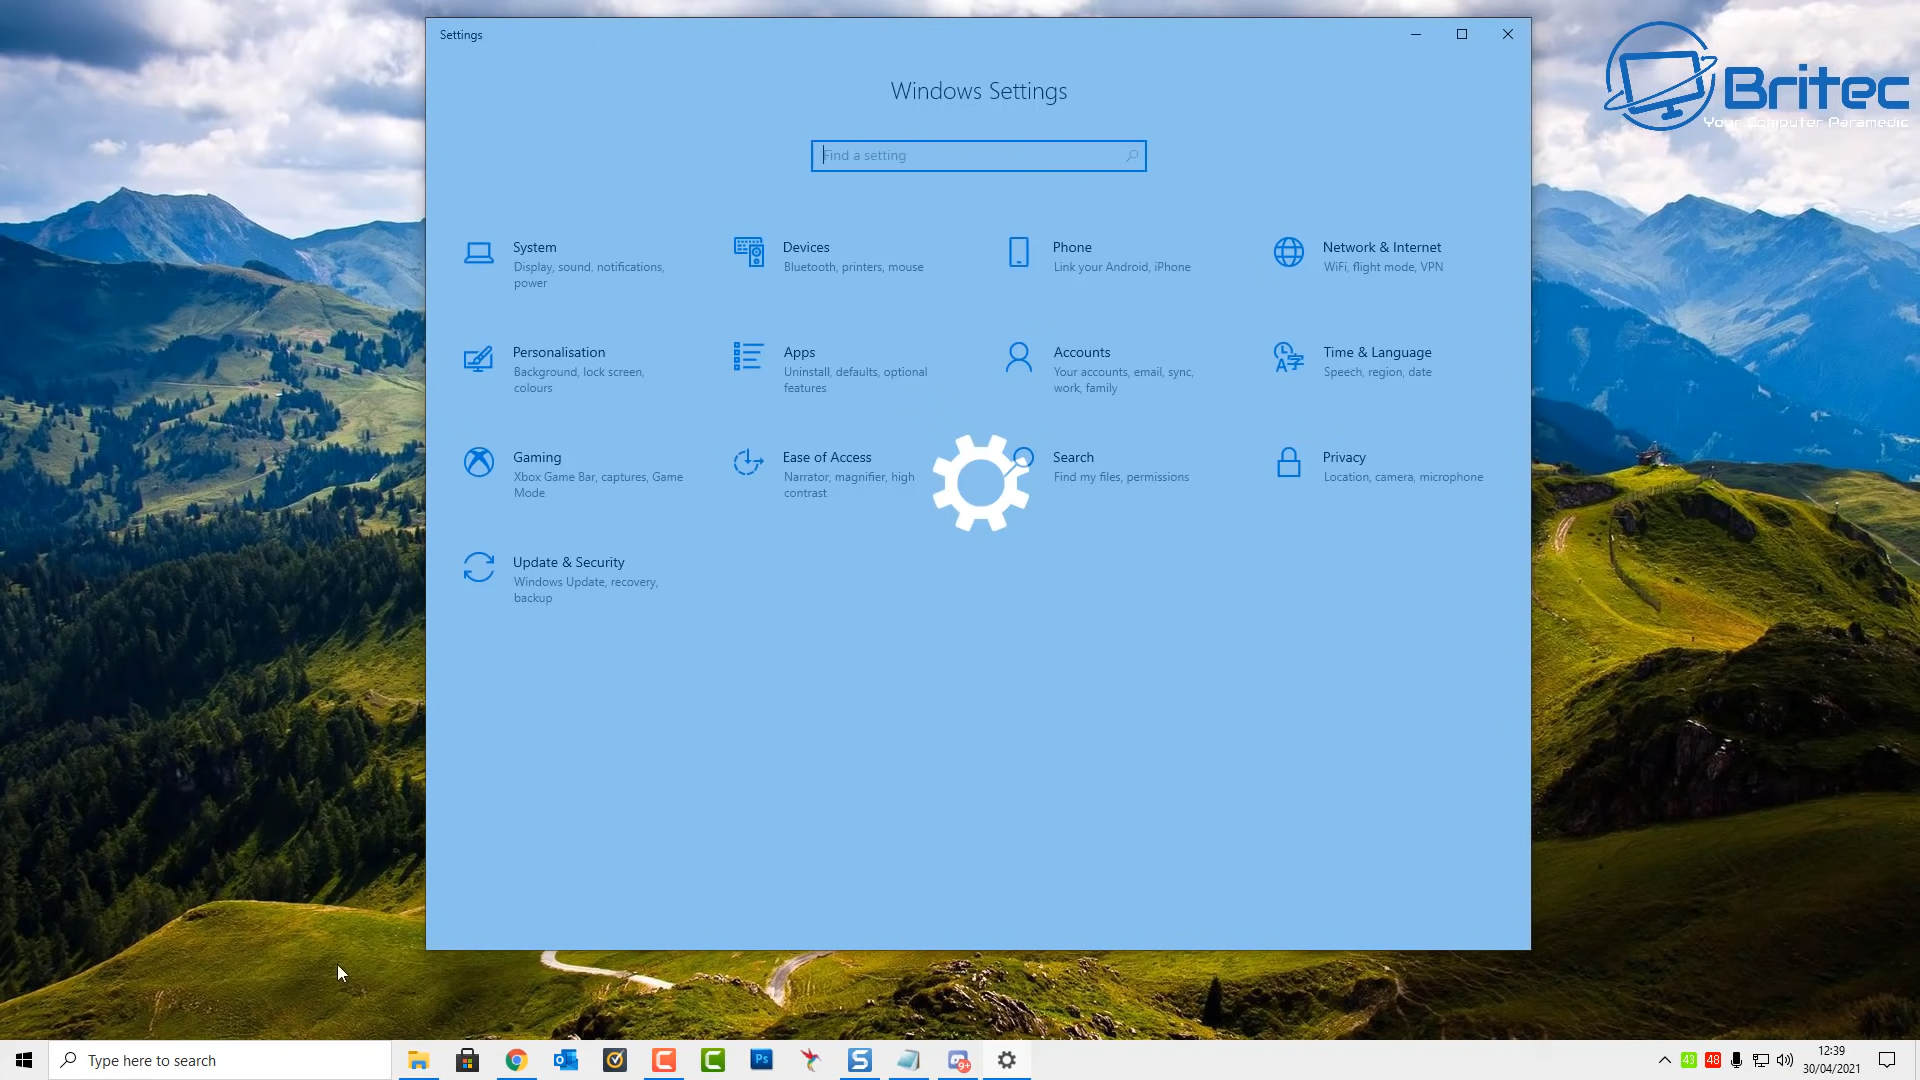 Settings
Windows Settings
Find a setting
System
Display, sound, notifications,
power
Devices
Bluetooth, printers, mouse
Phone
Link your Android, iPhone
Network & Internet
WiFi, flight mode, VPN
Personalisation
Background, lock screen,
colours
Apps
Uninstall, defaults, optional
features
Accounts
Your accounts, email, sync,
work, family
Time & Language
Speech, region, date
Gaming
Xbox Game Bar, captures, Game
Mode
Ease of Access
Narrator, magnifier, high
contrast
Search
Find my files, permissions
Privacy
Location, camera, microphone
Update & Security
Windows Update, recovery,
backup
Britec
Your Computer Paramedic
Type here to search
Ps
S
9+
43
48
12:39
30/04/2021